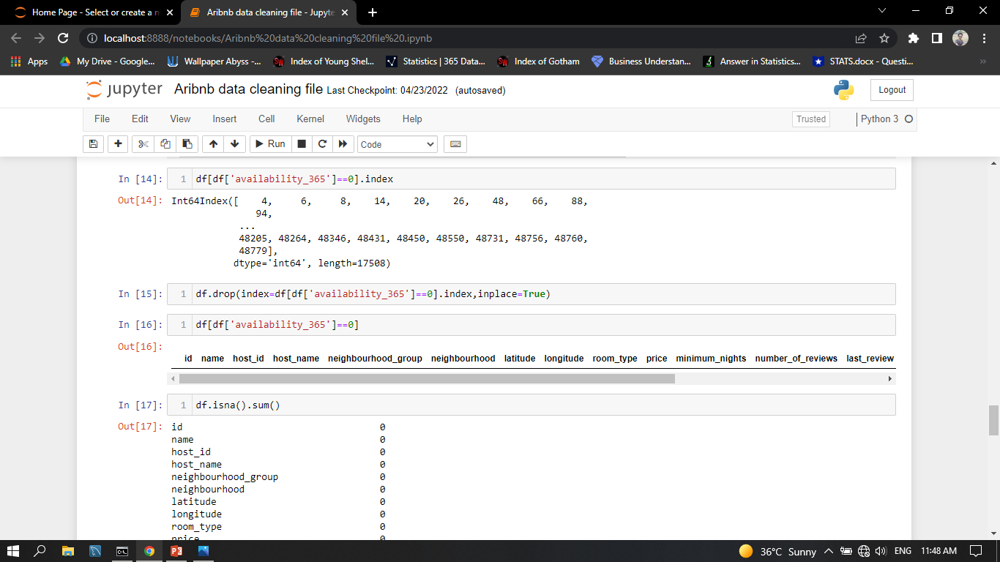 Home Page - Select or create a n
Aribnb data cleaning file - Jupyte
localhost:8888/notebooks/Aribnb%20data%20cleaning%20file%20.ipynb
Apps My Drive - Google... Wallpaper Abyss -... Index of Young Shel... Statistics | 365 Data... Index of Gotham Business Understan... Answer in Statistics... STATS.docx - Questi... »
jupyter Aribnb data cleaning file Last Checkpoint: 04/23/2022 (autosaved) Logout
File Edit View Insert Cell Kernel Widgets Help Trusted Python 3
Run Code
In [14]: 1 df[df['availability_365']==0].index
Out[14]: Int64Index([ 4, 6, 8, 14, 20, 26, 48, 66, 88,
94,
...
48205, 48264, 48346, 48431, 48450, 48550, 48731, 48756, 48760,
48779],
dtype='int64', length=17508)
In [15]: 1 df.drop(index=df[df['availability_365']==0].index,inplace=True)
In [16]: 1 df[df['availability_365']==0]
Out[16]:
id name host_id host_name neighbourhood_group neighbourhood latitude longitude room_type price minimum_nights number_of_reviews last_review
In [17]: 1 df.isna().sum()
Out[17]: id 0
name 0
host_id 0
host_name 0
neighbourhood_group 0
neighbourhood 0
latitude 0
longitude 0
room_type 0
price 0
36°C Sunny ENG 11:48 AM